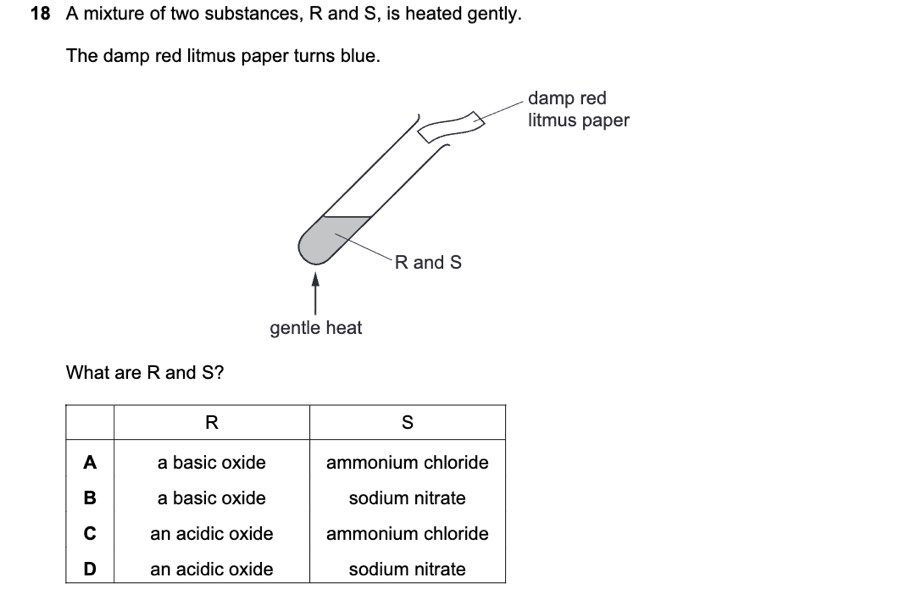 18 A mixture of two substances, R and S, is heated gently.
The damp red litmus paper turns blue.
damp red
litmus paper
R and S
gentle heat
What are R and S?
R S
A a basic oxide ammonium chloride
B a basic oxide sodium nitrate
C an acidic oxide ammonium chloride
D an acidic oxide sodium nitrate